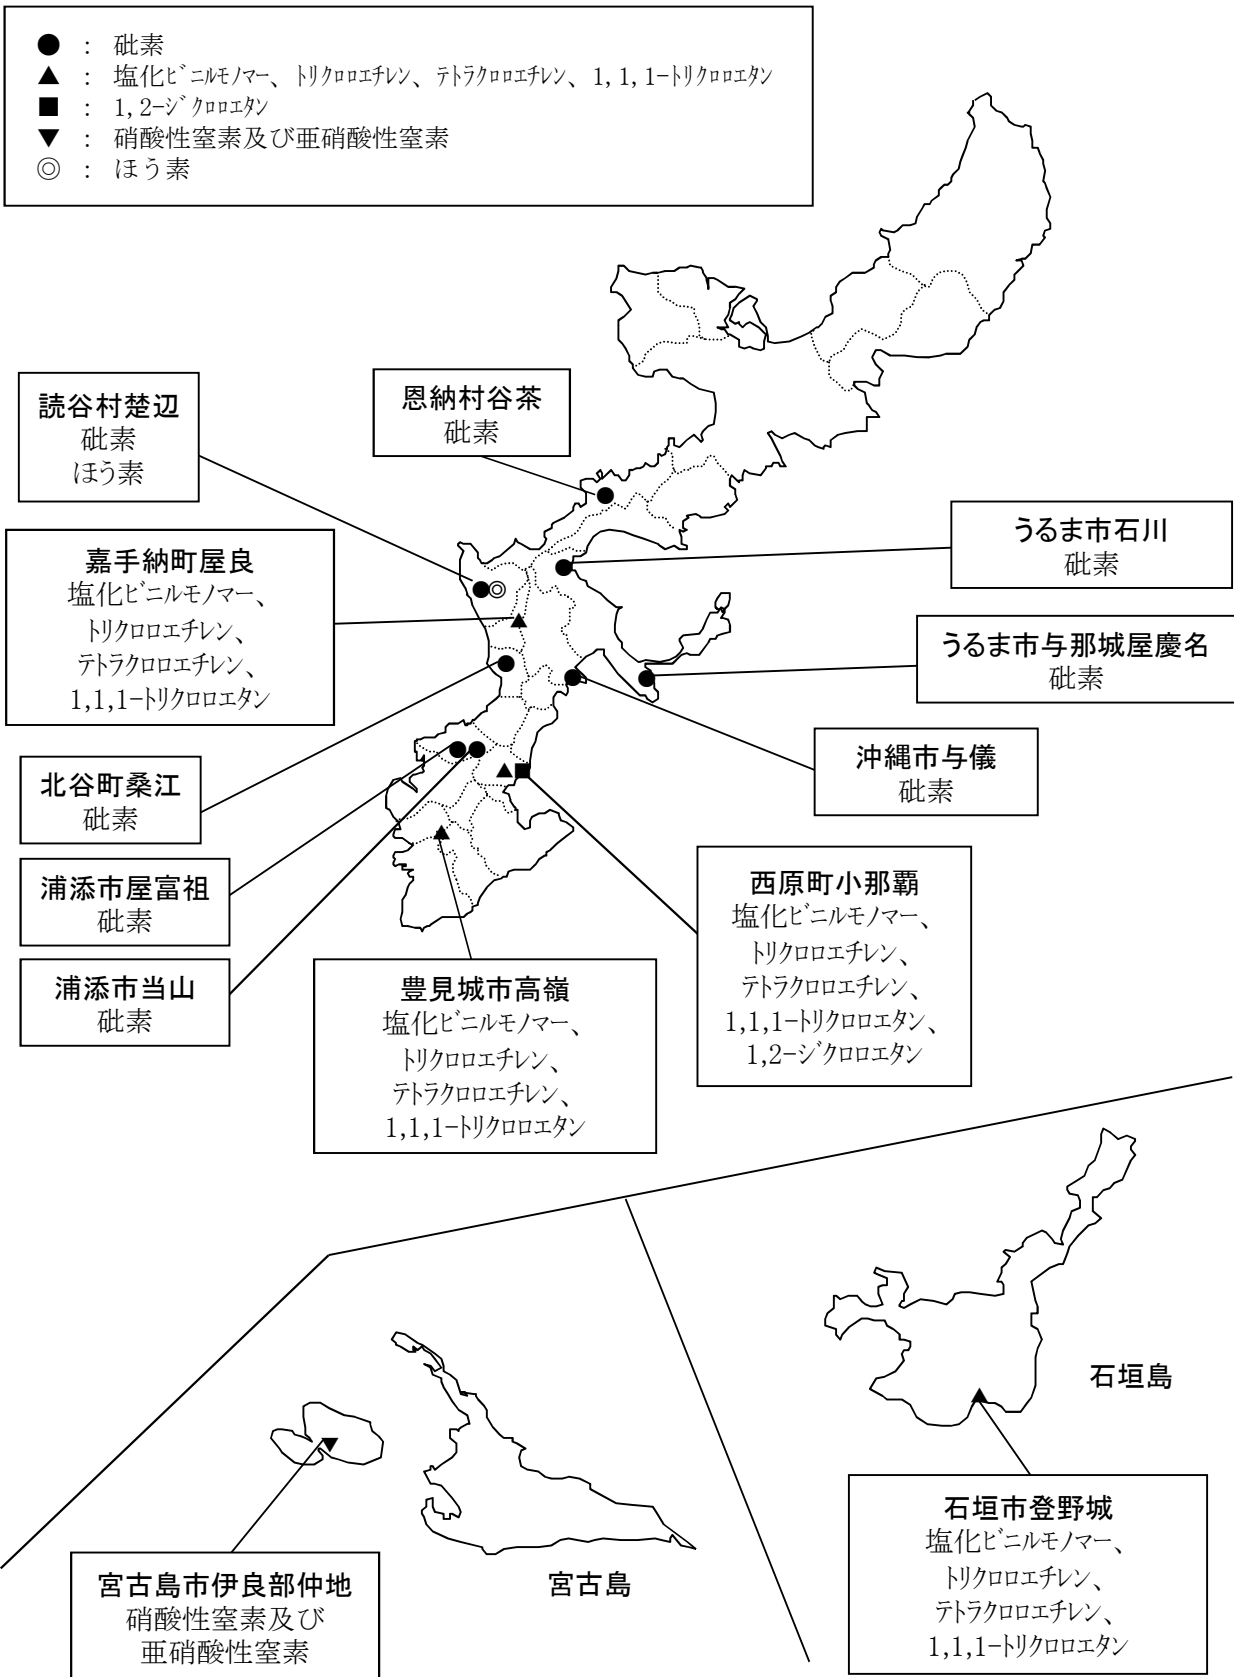 ● : 砒素
▲ : 塩化ﾋﾞﾆﾙﾓﾉﾏｰ、ﾄﾘｸﾛﾛｴﾁﾚﾝ、ﾃﾄﾗｸﾛﾛｴﾁﾚﾝ、1,1,1-ﾄﾘｸﾛﾛｴﾀﾝ
■ : 1,2-ｼﾞｸﾛﾛｴﾀﾝ
▼ : 硝酸性窒素及び亜硝酸性窒素
◎ : ほう素
読谷村楚辺
砒素
ほう素
恩納村谷茶
砒素
嘉手納町屋良
塩化ﾋﾞﾆﾙﾓﾉﾏｰ、
ﾄﾘｸﾛﾛｴﾁﾚﾝ、
ﾃﾄﾗｸﾛﾛｴﾁﾚﾝ、
1,1,1-ﾄﾘｸﾛﾛｴﾀﾝ
うるま市石川
砒素
うるま市与那城屋慶名
砒素
北谷町桑江
砒素
沖縄市与儀
砒素
浦添市屋富祖
砒素
浦添市当山
砒素
豊見城市高嶺
塩化ﾋﾞﾆﾙﾓﾉﾏｰ、
ﾄﾘｸﾛﾛｴﾁﾚﾝ、
ﾃﾄﾗｸﾛﾛｴﾁﾚﾝ、
1,1,1-ﾄﾘｸﾛﾛｴﾀﾝ
西原町小那覇
塩化ﾋﾞﾆﾙﾓﾉﾏｰ、
ﾄﾘｸﾛﾛｴﾁﾚﾝ、
ﾃﾄﾗｸﾛﾛｴﾁﾚﾝ、
1,1,1-ﾄﾘｸﾛﾛｴﾀﾝ、
1,2-ｼﾞｸﾛﾛｴﾀﾝ
石垣島
石垣市登野城
塩化ﾋﾞﾆﾙﾓﾉﾏｰ、
ﾄﾘｸﾛﾛｴﾁﾚﾝ、
ﾃﾄﾗｸﾛﾛｴﾁﾚﾝ、
1,1,1-ﾄﾘｸﾛﾛｴﾀﾝ
宮古島
宮古島市伊良部仲地
硝酸性窒素及び
亜硝酸性窒素